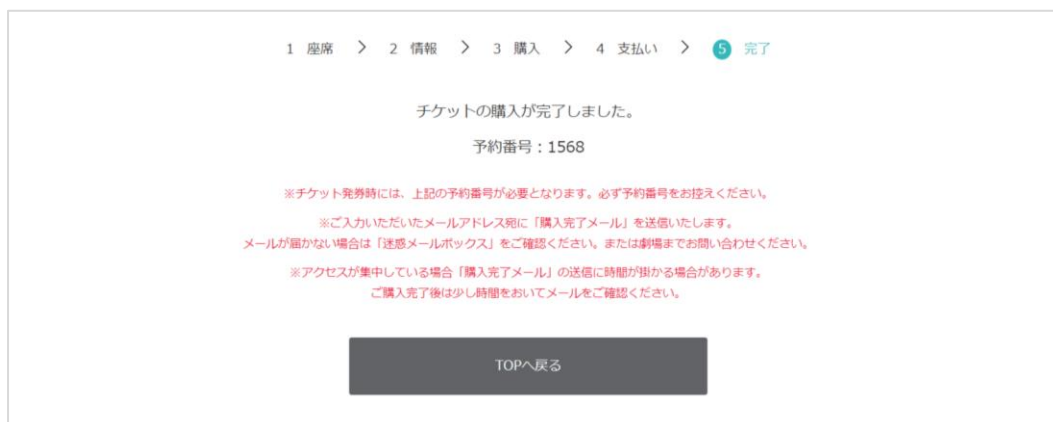 1 座席 > 2 情報 > 3 購入 > 4 支払い > 5 完了
チケットの購入が完了しました。
予約番号：1568
※チケット発券時には、上記の予約番号が必要となります。必ず予約番号をお控えください。
※ご入力いただいたメールアドレス宛に「購入完了メール」を送信いたします。
メールが届かない場合は「迷惑メールボックス」をご確認ください。または劇場までお問い合わせください。
※アクセスが集中している場合「購入完了メール」の送信に時間が掛かる場合があります。
ご購入完了後は少し時間をおいてメールをご確認ください。
TOPへ戻る